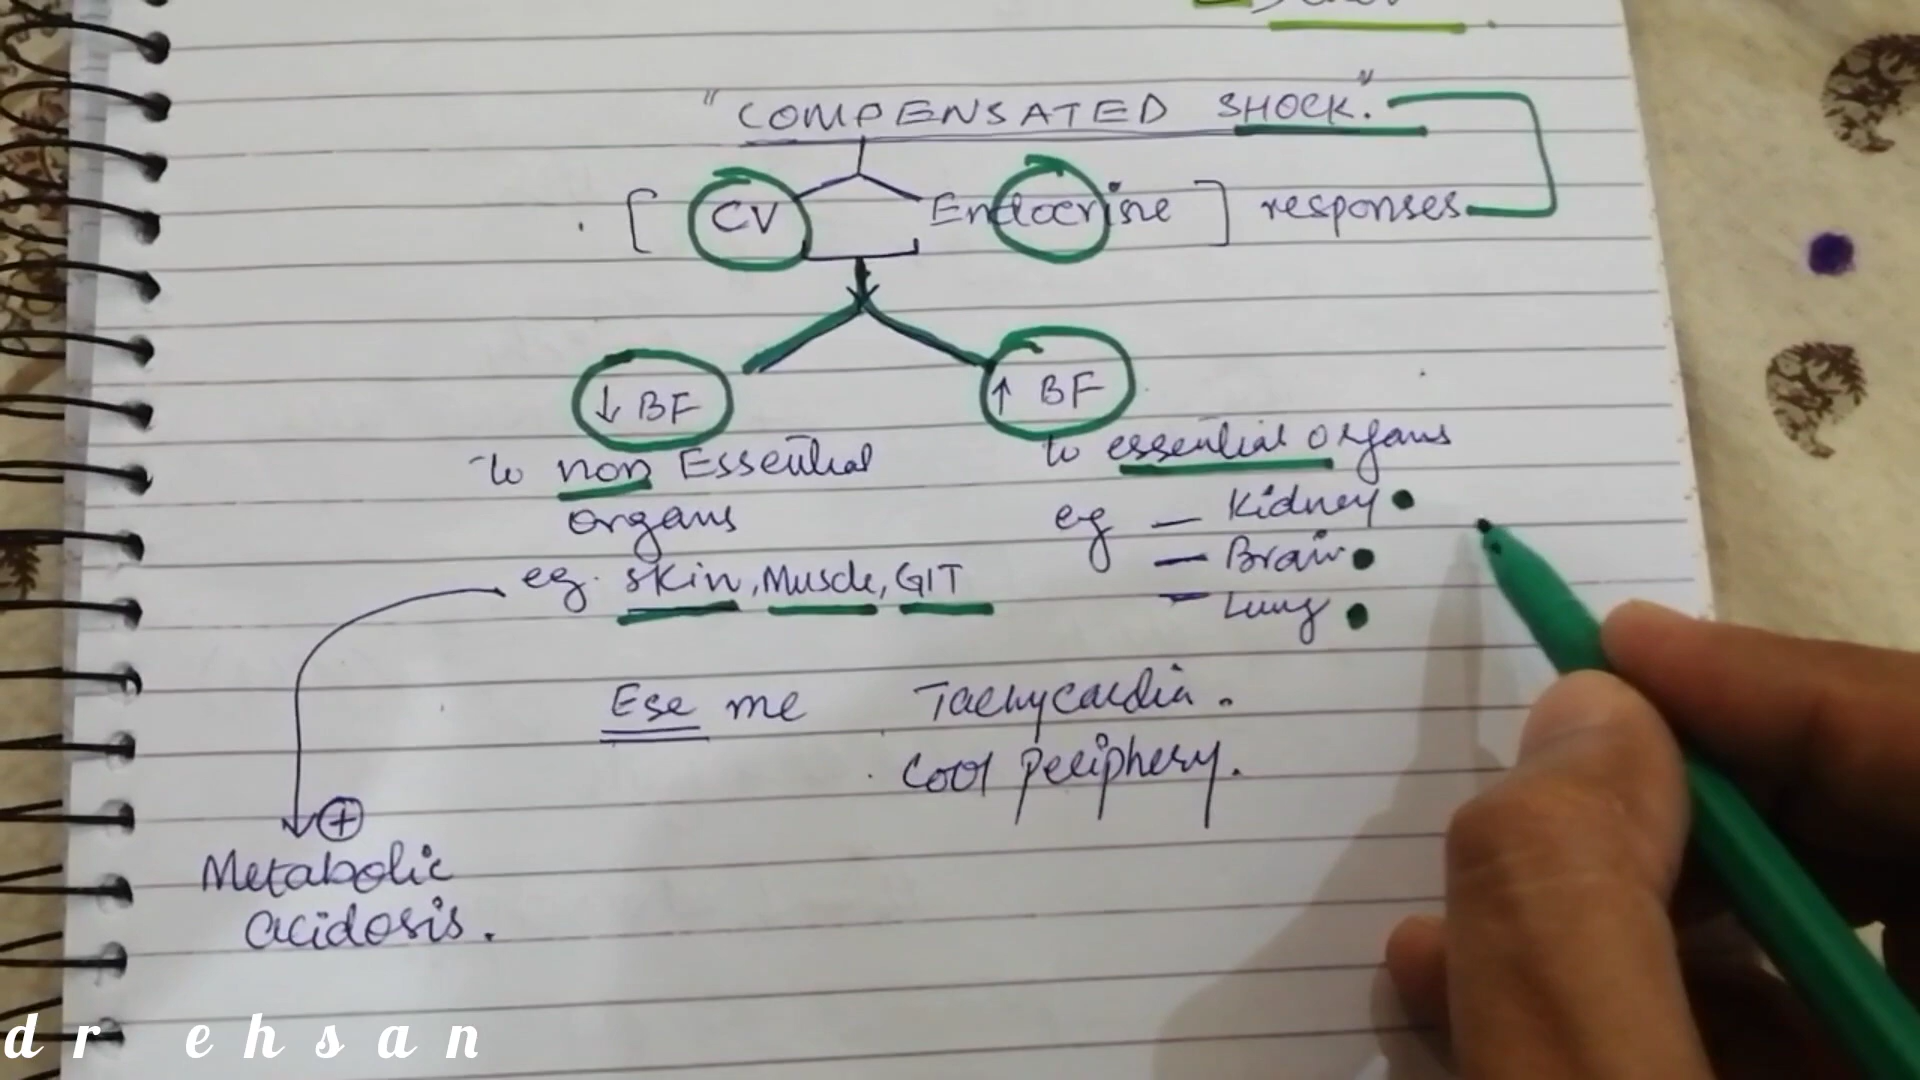 "COMPENSATED SHOCK."
[ CV Endocrine ] responses
↓ BF
↑ BF
to non Essential
organs
eg. skin, Muscle, GIT
to essential organs
eg — Kidney
— Brain
— Lung
Ese me Tachycardia.
Cool periphery.
+
Metabolic
acidosis.
dr ehsan